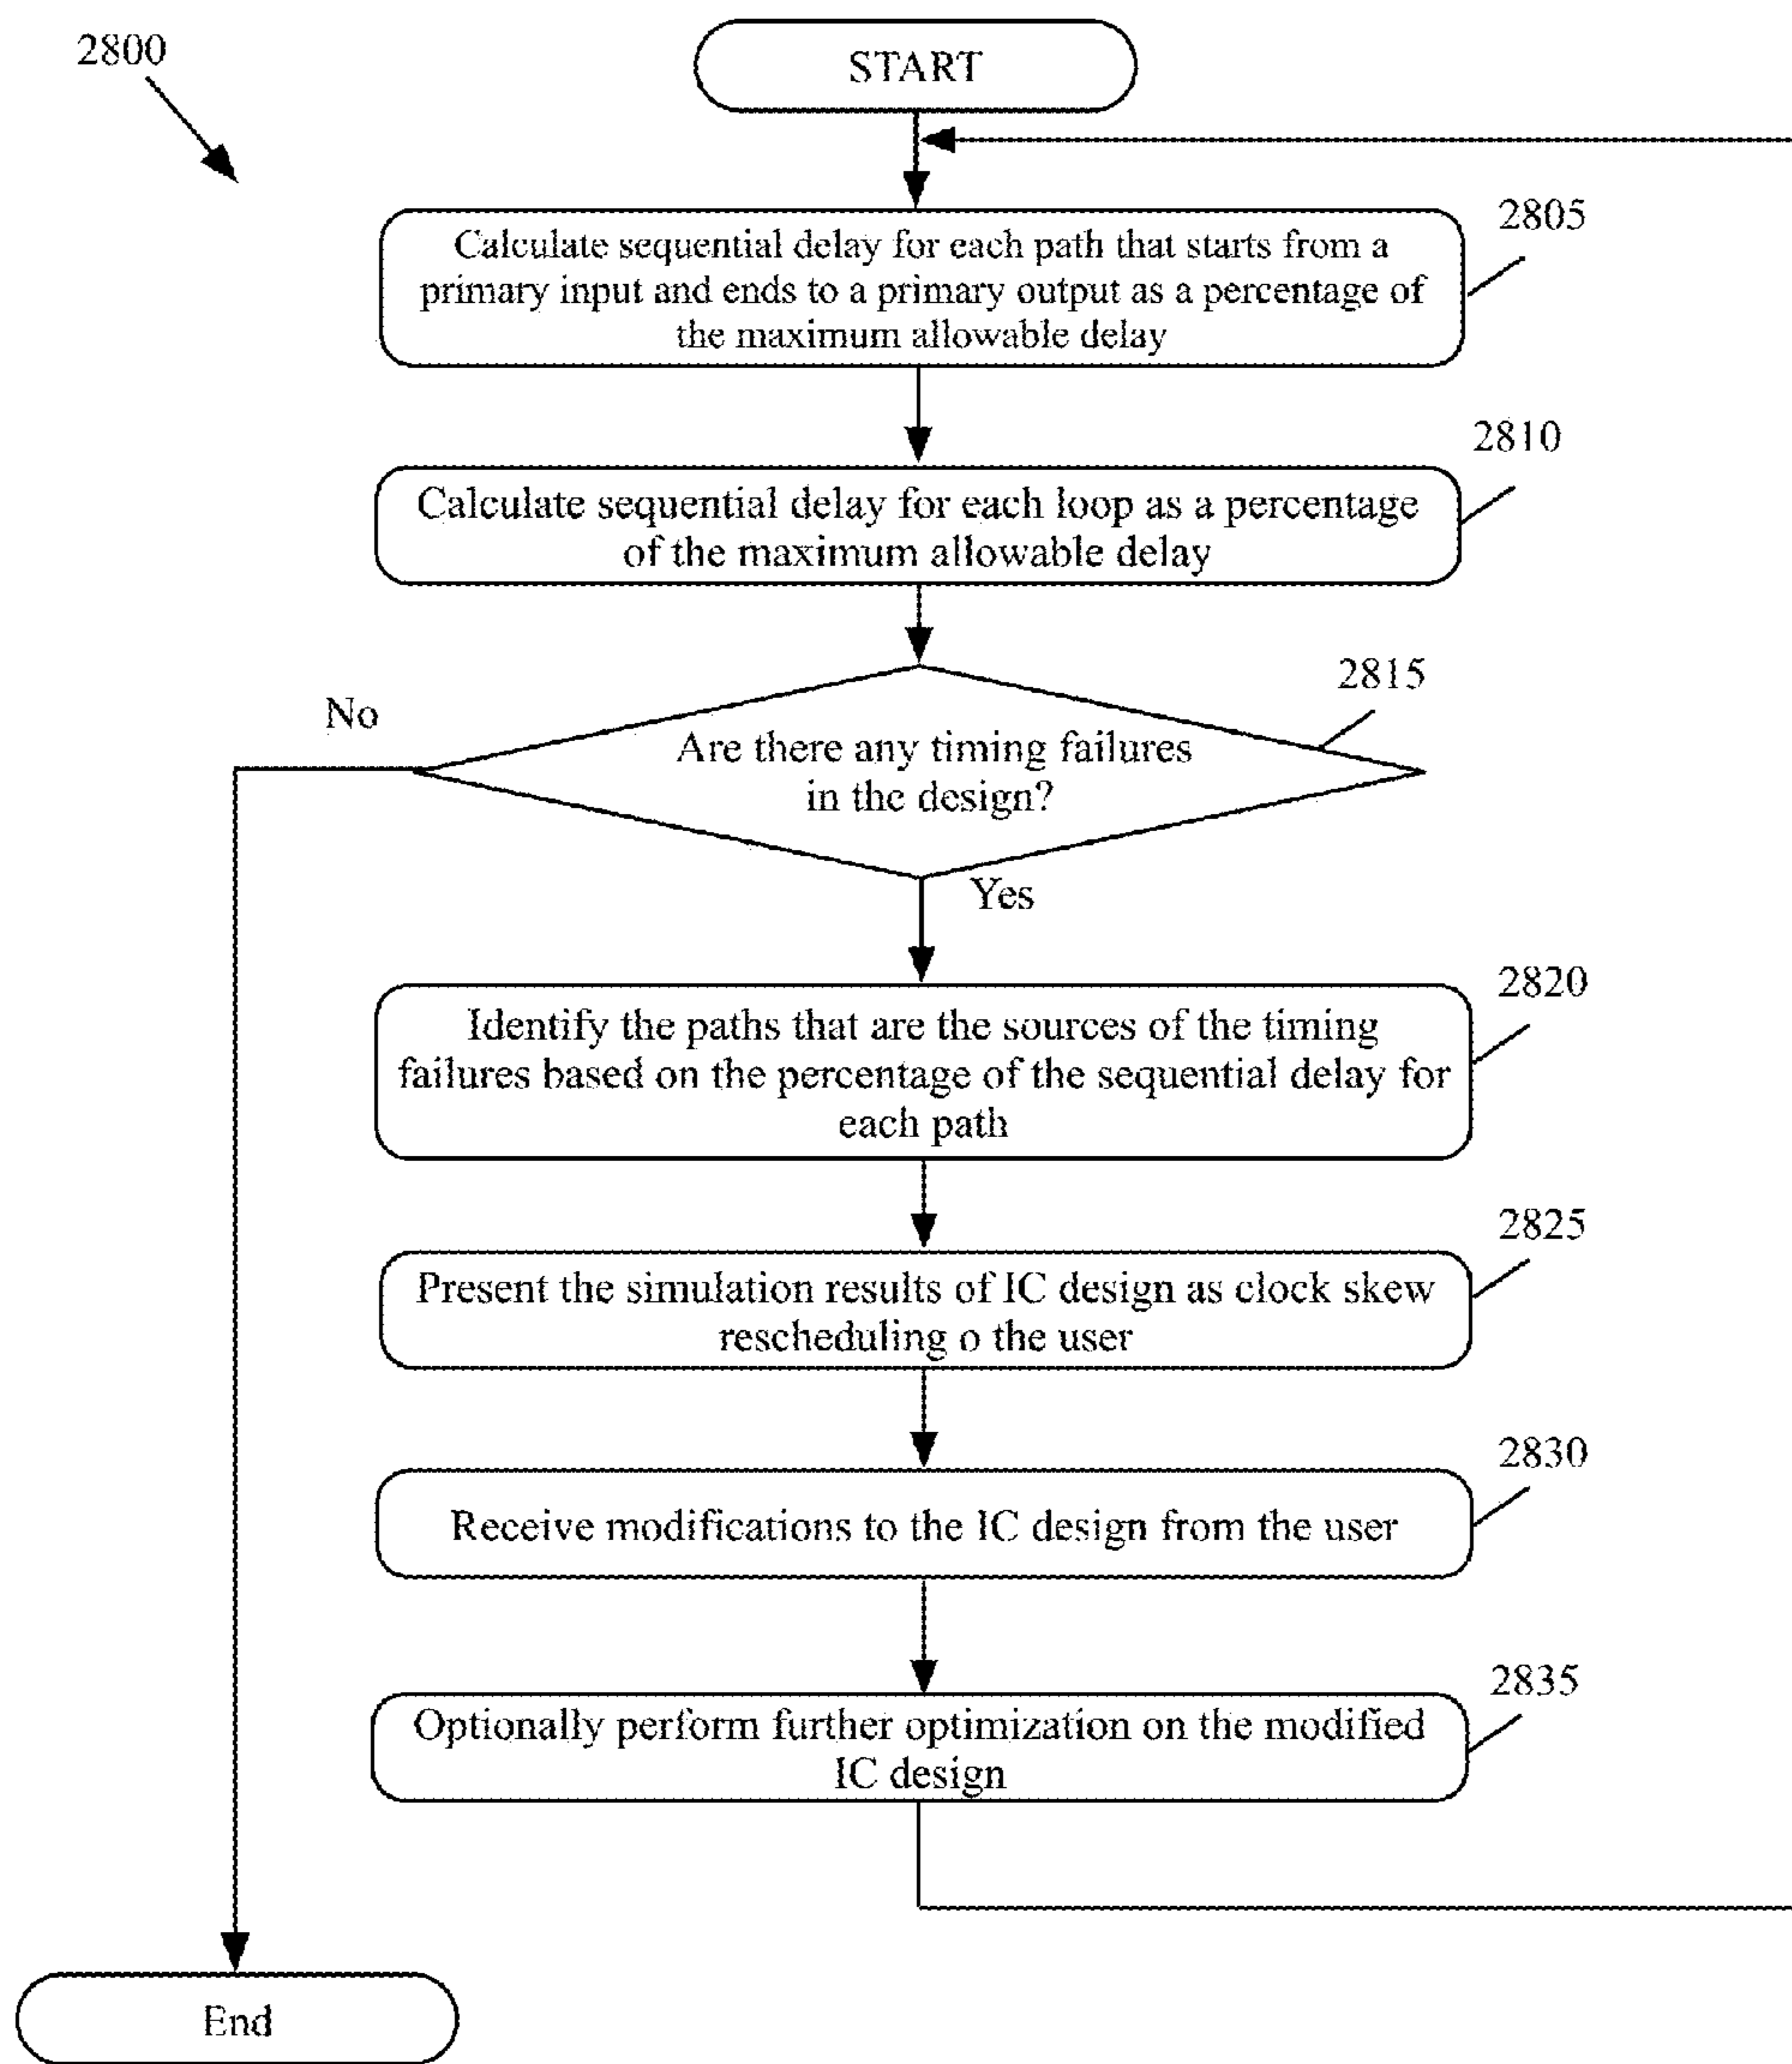 2800
START
2805
Calculate sequential delay for each path that starts from a
primary input and ends to a primary output as a percentage of
the maximum allowable delay
2810
Calculate sequential delay for each loop as a percentage
of the maximum allowable delay
2815
No
Are there any timing failures
in the design?
Yes
2820
Identify the paths that are the sources of the timing
failures based on the percentage of the sequential delay for
each path
2825
Present the simulation results of IC design as clock skew
rescheduling o the user
2830
Receive modifications to the IC design from the user
2835
Optionally perform further optimization on the modified
IC design
End